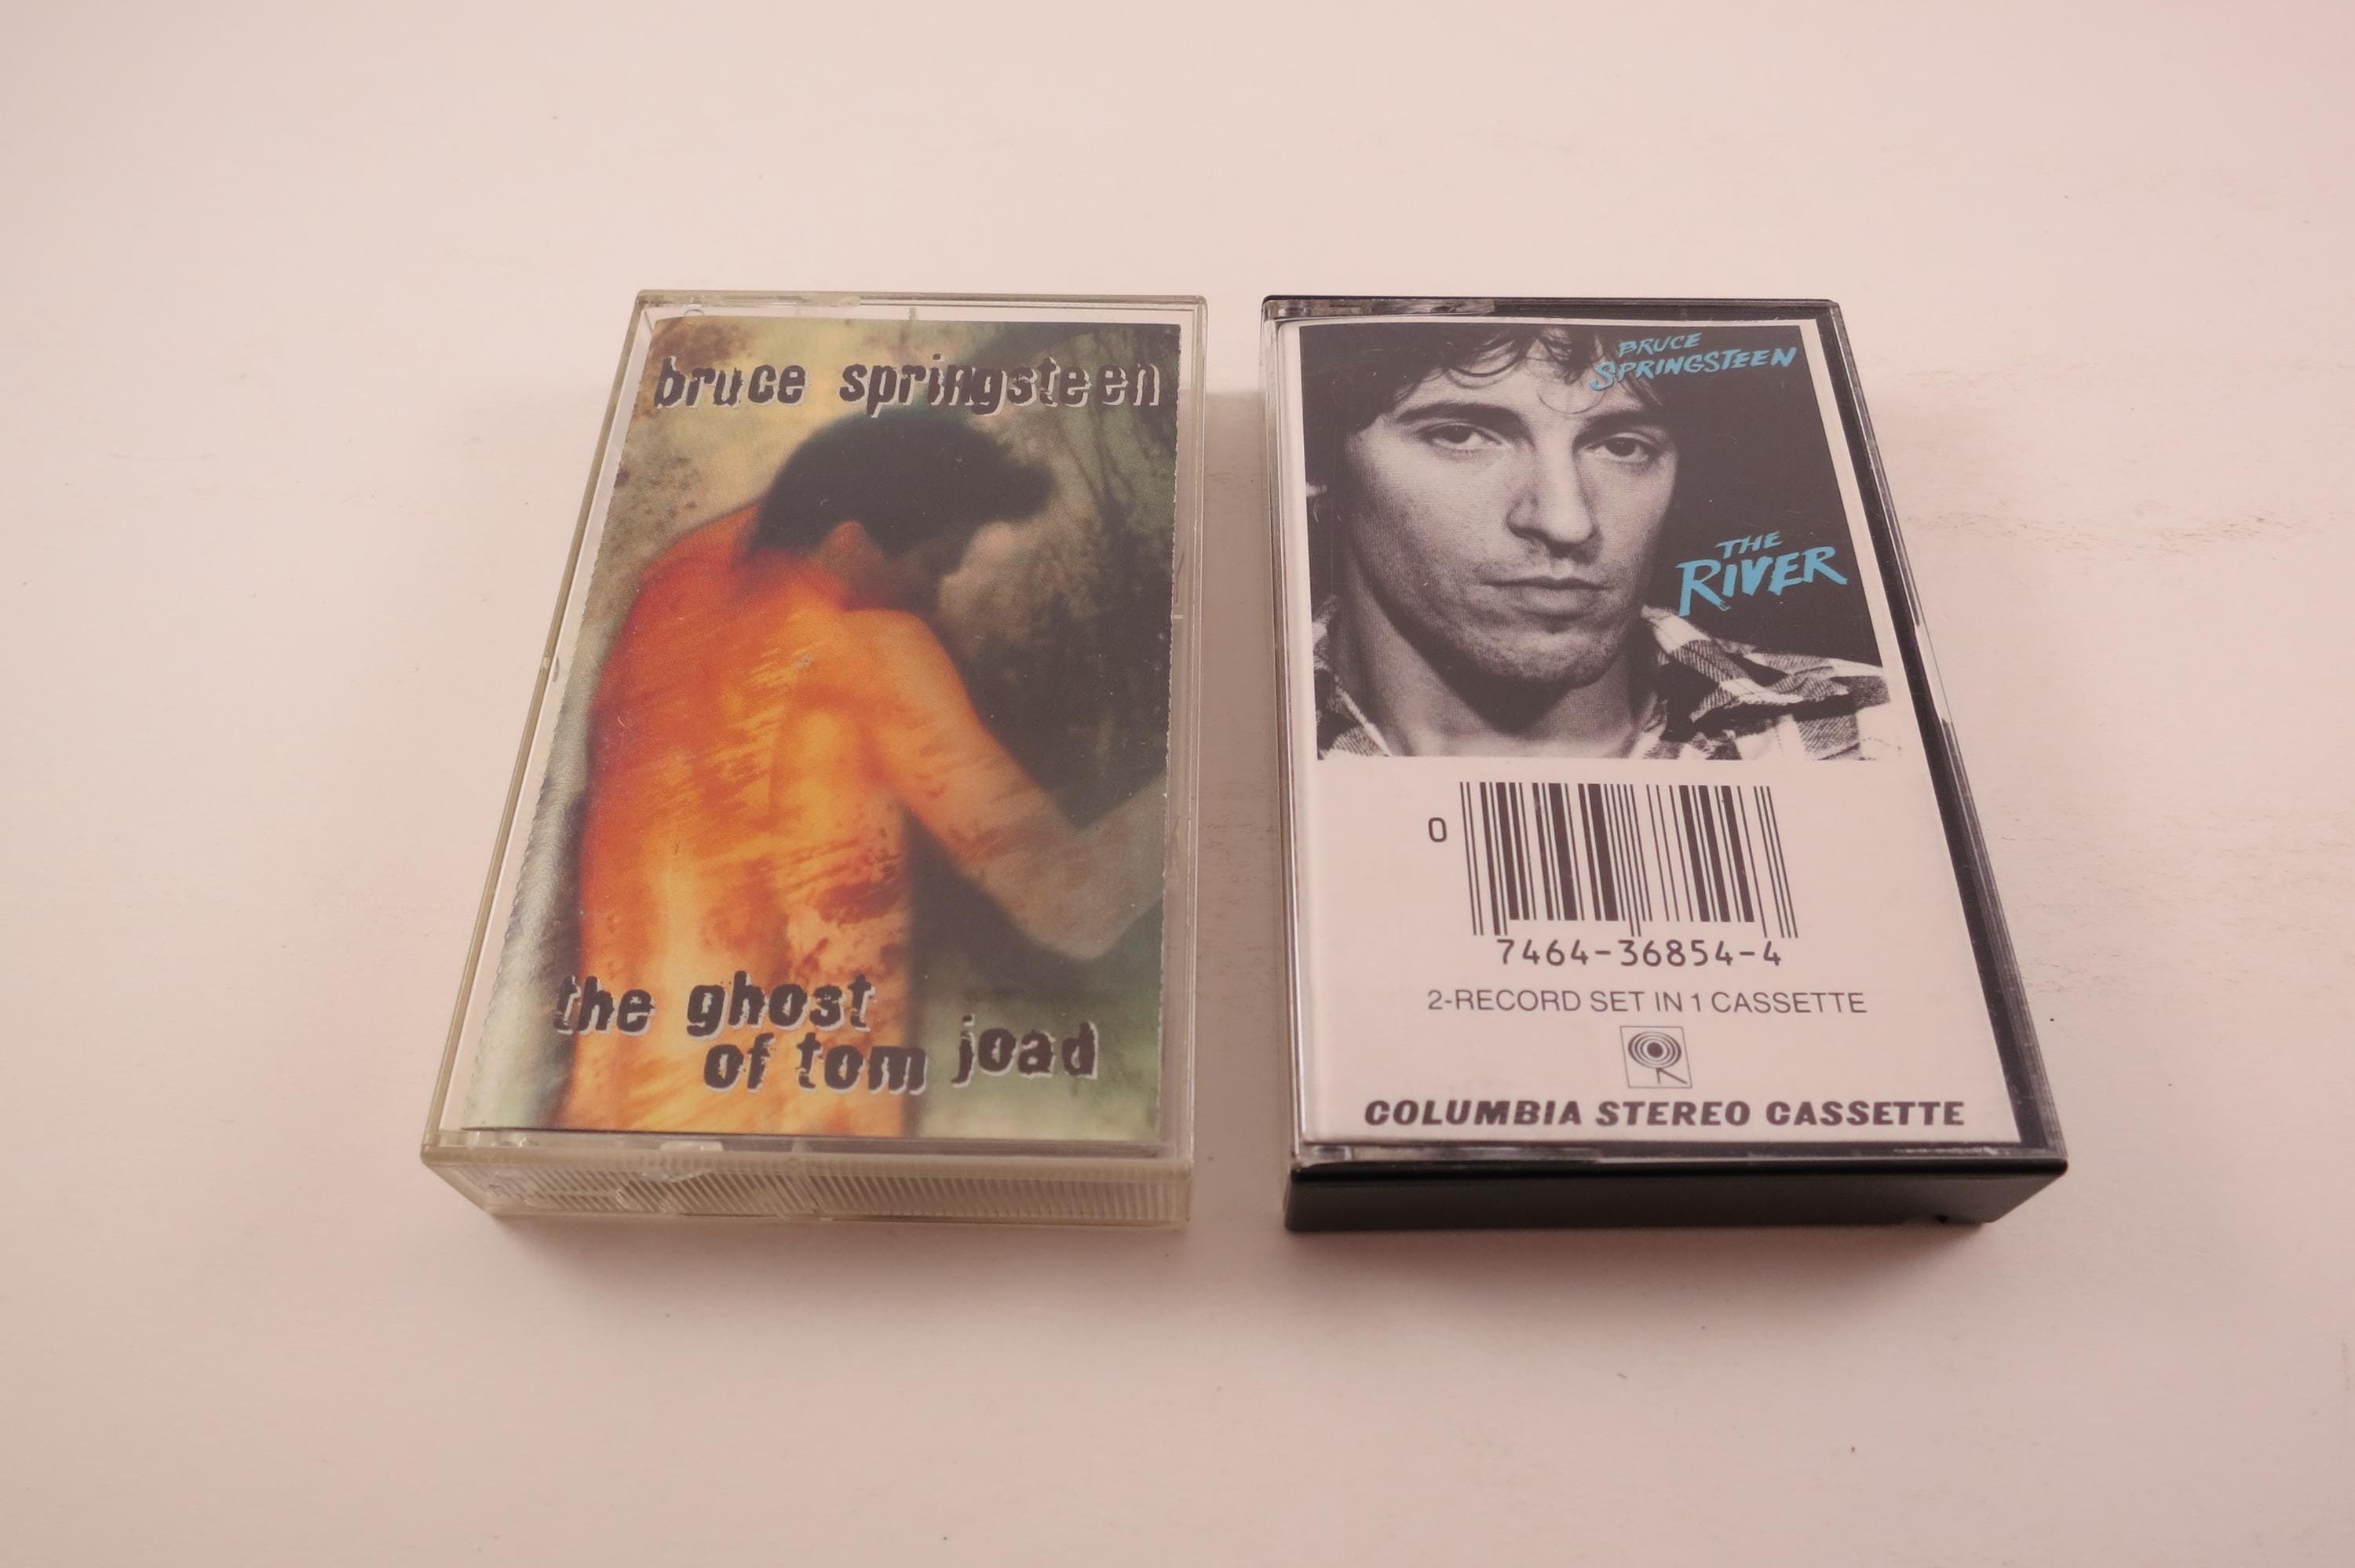 bruce springsteen
the ghost
of tom joad
BRUCE
SPRINGSTEEN
THE
RIVER
0
7464-36854-4
2-RECORD SET IN 1 CASSETTE
COLUMBIA STEREO CASSETTE